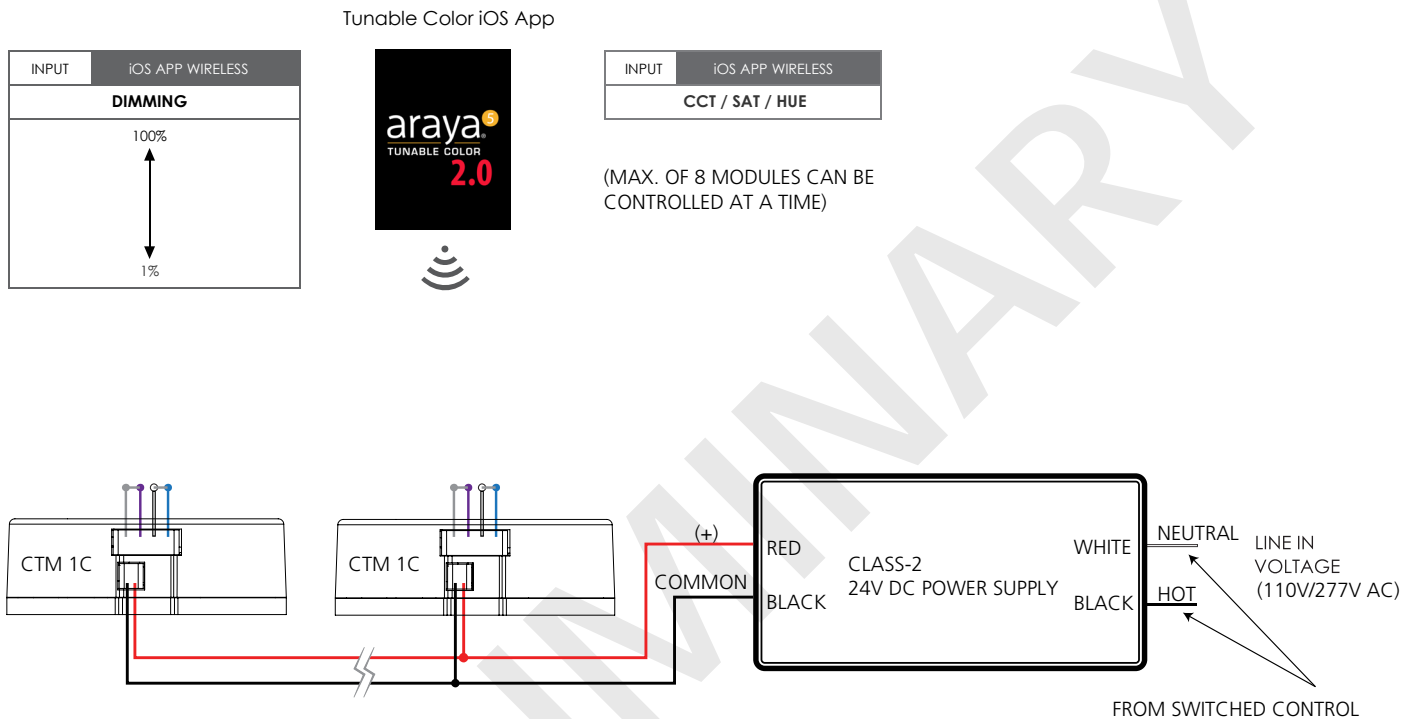 Tunable Color iOS App
INPUT iOS APP WIRELESS
DIMMING
100%
1%
araya5
TUNABLE COLOR
2.0
INPUT iOS APP WIRELESS
CCT / SAT / HUE
(MAX. OF 8 MODULES CAN BE
CONTROLLED AT A TIME)
CTM 1C
CTM 1C
(+)
COMMON
RED
BLACK
CLASS-2
24V DC POWER SUPPLY
WHITE
BLACK
NEUTRAL
HOT
LINE IN
VOLTAGE
(110V/277V AC)
FROM SWITCHED CONTROL
IMINARY